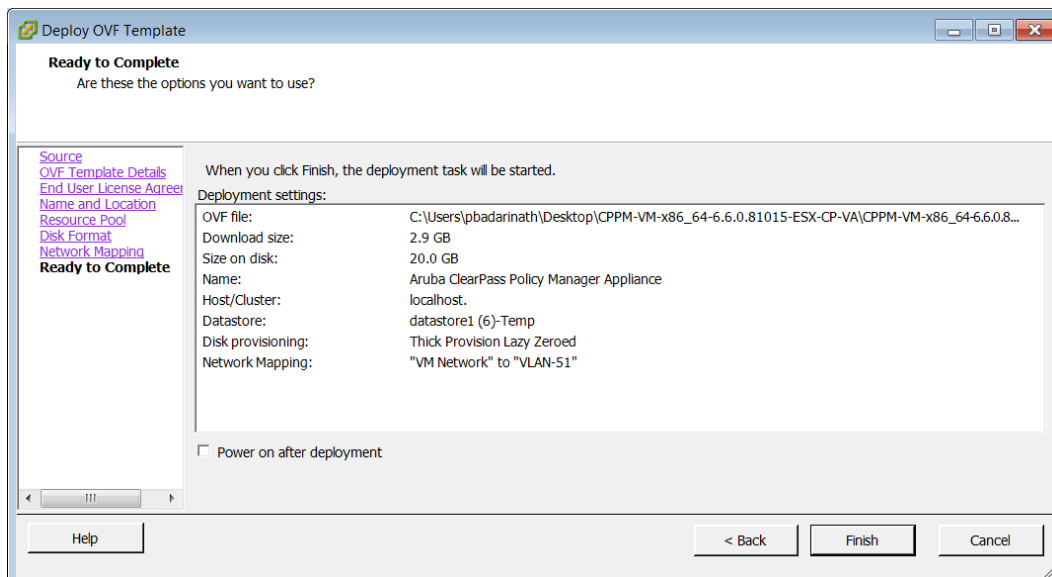 Deploy OVF Template
Ready to Complete
Are these the options you want to use?
Source
OVF Template Details
End User License Agreer
Name and Location
Resource Pool
Disk Format
Network Mapping
Ready to Complete
When you click Finish, the deployment task will be started.
Deployment settings:
OVF file: C:\Users\pbadarinath\Desktop\CPPM-VM-x86_64-6.6.0.81015-ESX-CP-VA\CPPM-VM-x86_64-6.6.0.8...
Download size: 2.9 GB
Size on disk: 20.0 GB
Name: Aruba ClearPass Policy Manager Appliance
Host/Cluster: localhost.
Datastore: datastore1 (6)-Temp
Disk provisioning: Thick Provision Lazy Zeroed
Network Mapping: "VM Network" to "VLAN-51"
Power on after deployment
Help
< Back
Finish
Cancel